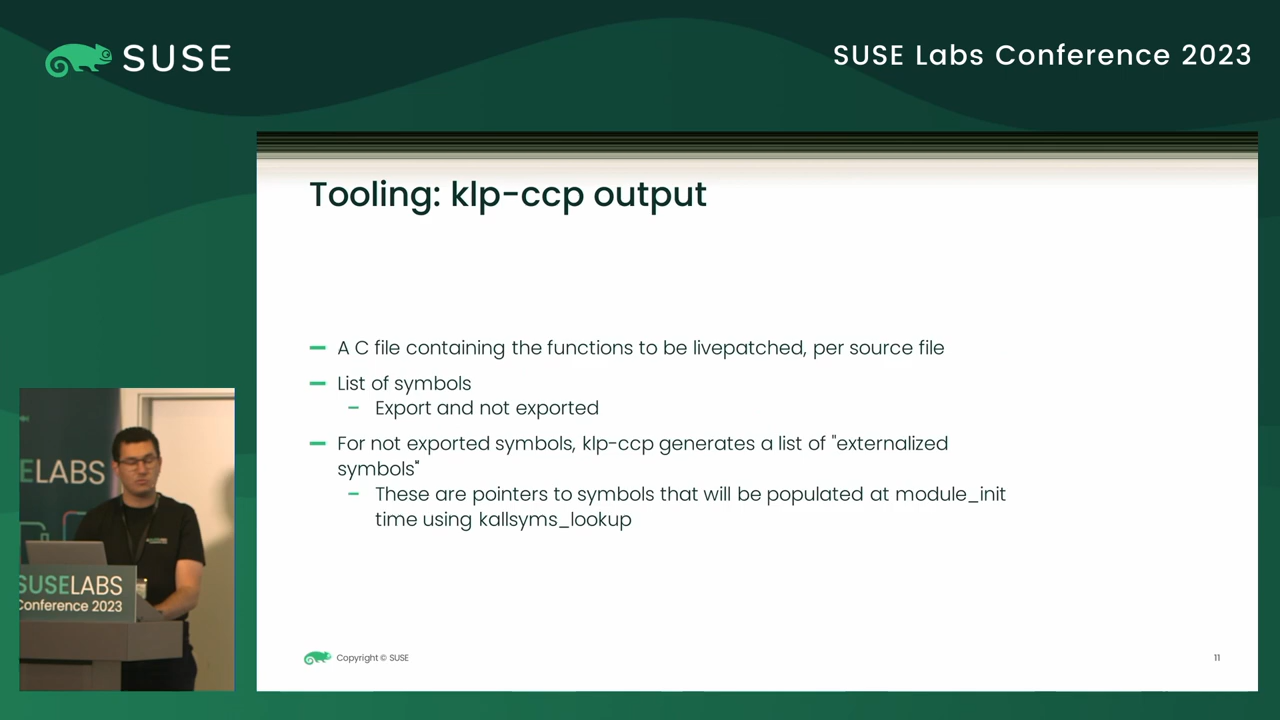 SUSE
SUSE Labs Conference 2023
Tooling: klp-ccp output
A C file containing the functions to be livepatched, per source file
List of symbols
Export and not exported
For not exported symbols, klp-ccp generates a list of "externalized
symbols"
These are pointers to symbols that will be populated at module_init
time using kallsyms_lookup
ELABS
SUSELABS
Conference 2023
Copyright © SUSE
11